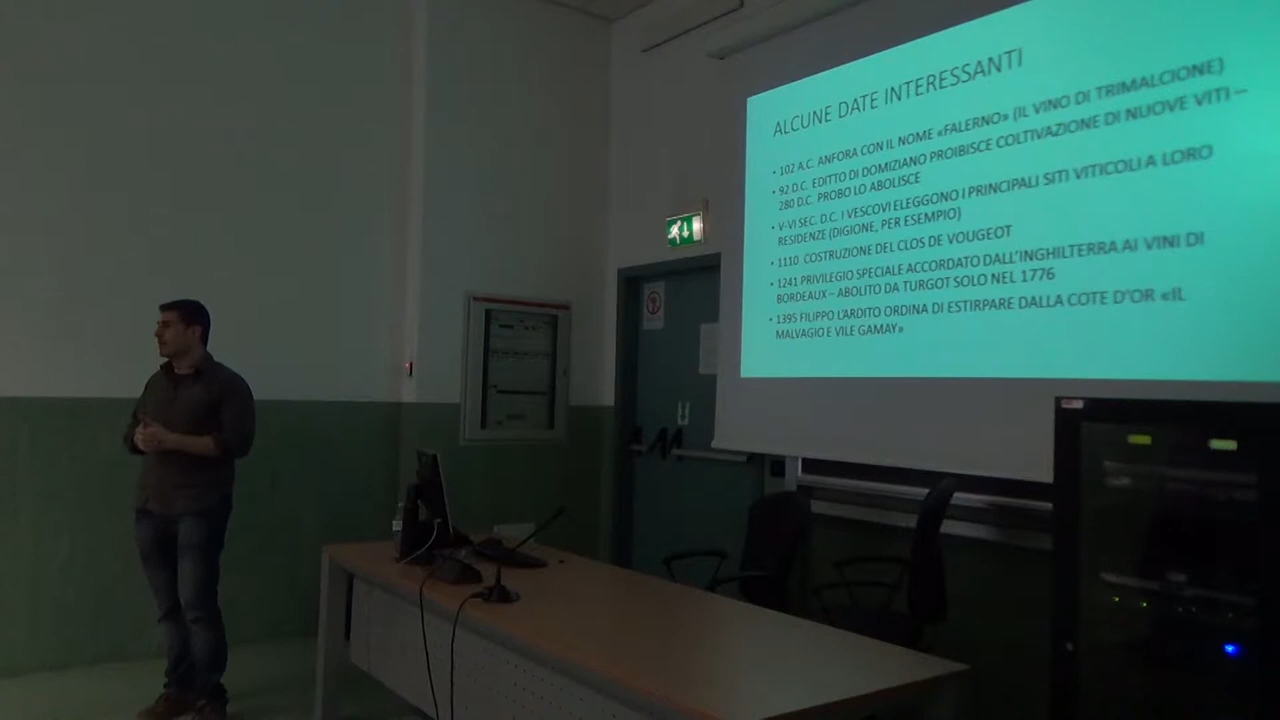 ALCUNE DATE INTERESSANTI
• 102 A.C. ANFORA CON IL NOME «FALERNO» (IL VINO DI TRIMALCIONE)
• 92 D.C. EDITTO DI DOMIZIANO PROIBISCE COLTIVAZIONE DI NUOVE VITI –
280 D.C. PROBO LO ABOLISCE
• V-VI SEC. D.C. I VESCOVI ELEGGONO I PRINCIPALI SITI VITICOLI A LORO
RESIDENZE (DIGIONE, PER ESEMPIO)
• 1110 COSTRUZIONE DEL CLOS DE VOUGEOT
• 1241 PRIVILEGIO SPECIALE ACCORDATO DALL'INGHILTERRA AI VINI DI
BORDEAUX – ABOLITO DA TURGOT SOLO NEL 1776
• 1395 FILIPPO L'ARDITO ORDINA DI ESTIRPARE DALLA COTE D'OR «IL
MALVAGIO E VILE GAMAY»